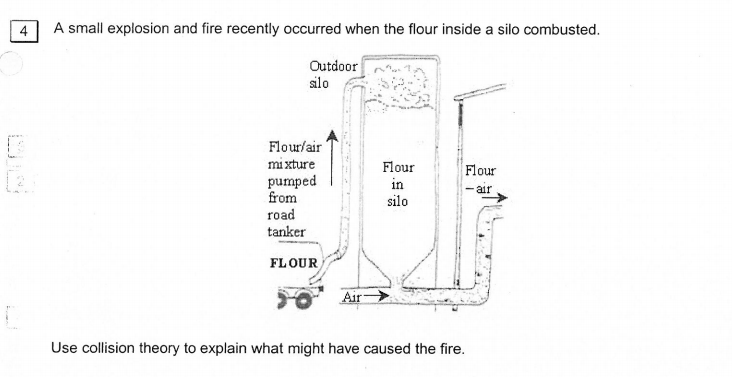 4 A small explosion and fire recently occurred when the flour inside a silo combusted.
Outdoor
silo
Flour/air
mixture
pumped
from
road
tanker
FLOUR
Flour
in
silo
Flour
- air
Air
Use collision theory to explain what might have caused the fire.